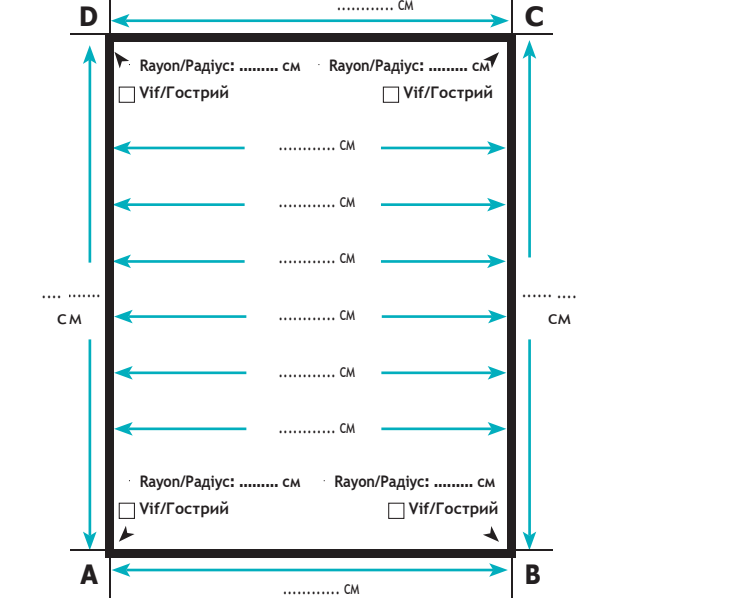 ............ см
D C
Rayon/Радіус: ......... см Rayon/Радіус: ......... см
Vif/Гострий Vif/Гострий
............ см
............ см
............ см
.... ....... ...... ....
см см
............ см
............ см
............ см
Rayon/Радіус: ......... см Rayon/Радіус: ......... см
Vif/Гострий Vif/Гострий
A B
............ см